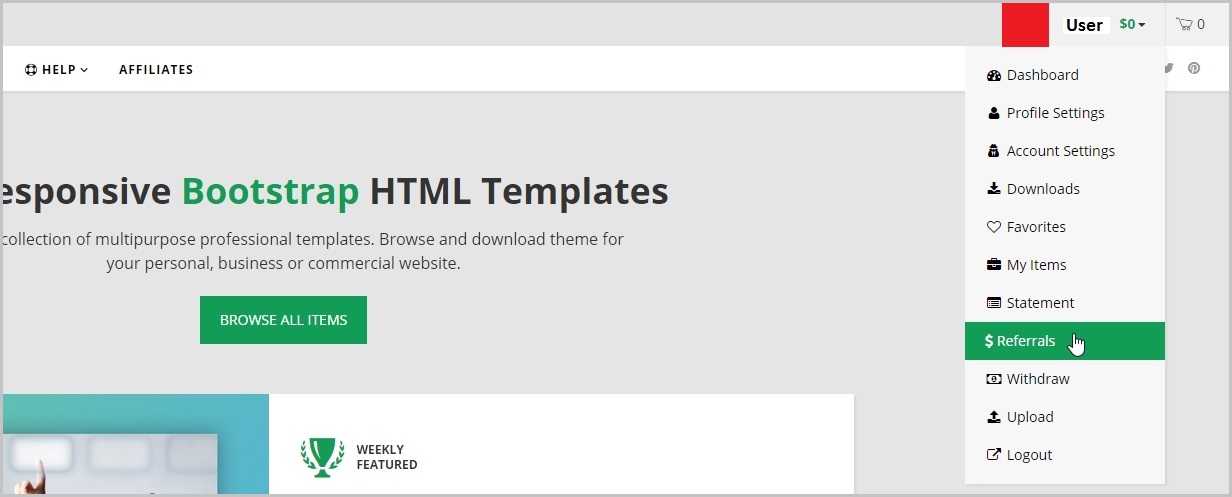 User $0 0
HELP AFFILIATES
Dashboard
Profile Settings
Account Settings
Downloads
Favorites
My Items
Statement
$ Referrals
Withdraw
Upload
Logout
esponsive Bootstrap HTML Templates
collection of multipurpose professional templates. Browse and download theme for
your personal, business or commercial website.
BROWSE ALL ITEMS
WEEKLY
FEATURED